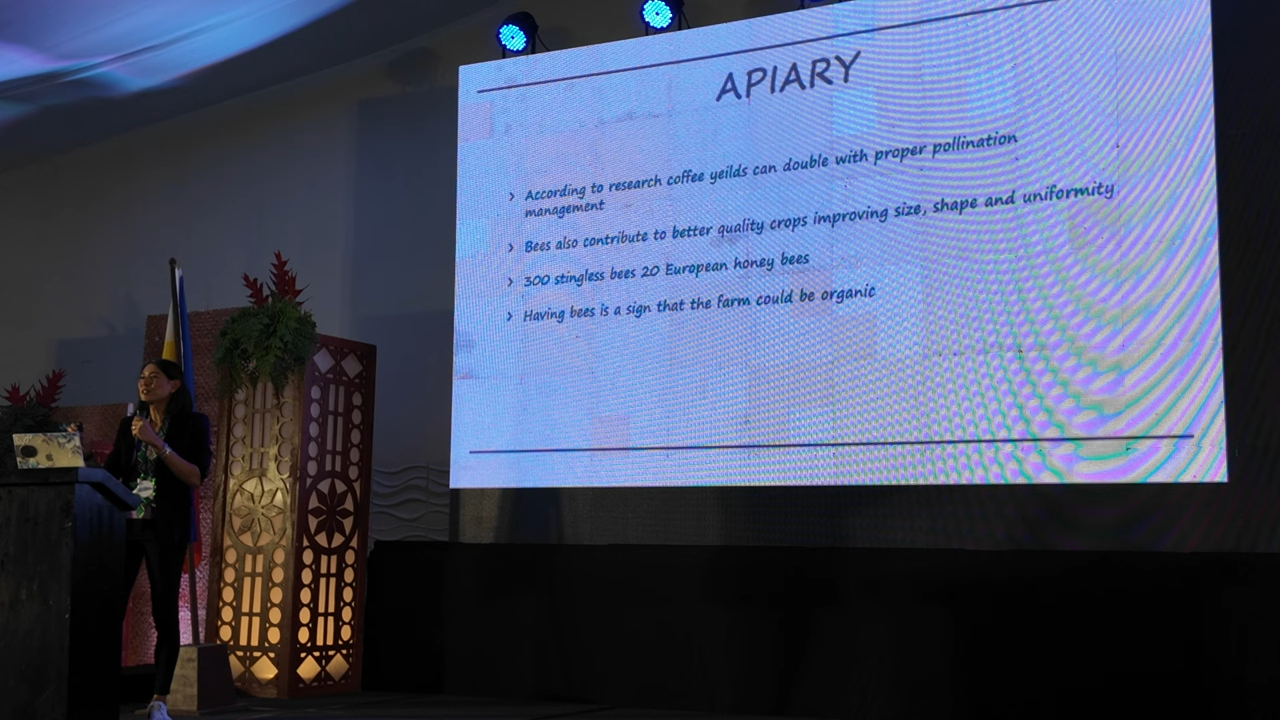 APIARY
> According to research coffee yeilds can double with proper pollination
management
> Bees also contribute to better quality crops improving size, shape and uniformity
> 300 stingless bees 20 European honey bees
> Having bees is a sign that the farm could be organic